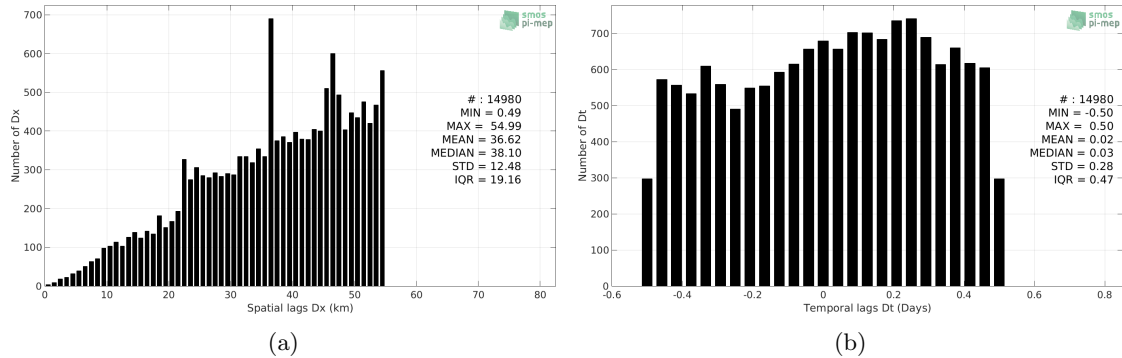 700
600
500
400
300
200
100
0
0 10 20 30 40 50 60 70 80
Number of Dx
Spatial lags Dx (km)
smos
pi-mep
# : 14980
MIN = 0.49
MAX = 54.99
MEAN = 36.62
MEDIAN = 38.10
STD = 12.48
IQR = 19.16
(a)
700
600
500
400
300
200
100
0
-0.6 -0.4 -0.2 0 0.2 0.4 0.6 0.8
Number of Dt
Temporal lags Dt (Days)
smos
pi-mep
# : 14980
MIN = -0.50
MAX = 0.50
MEAN = 0.02
MEDIAN = 0.03
STD = 0.28
IQR = 0.47
(b)